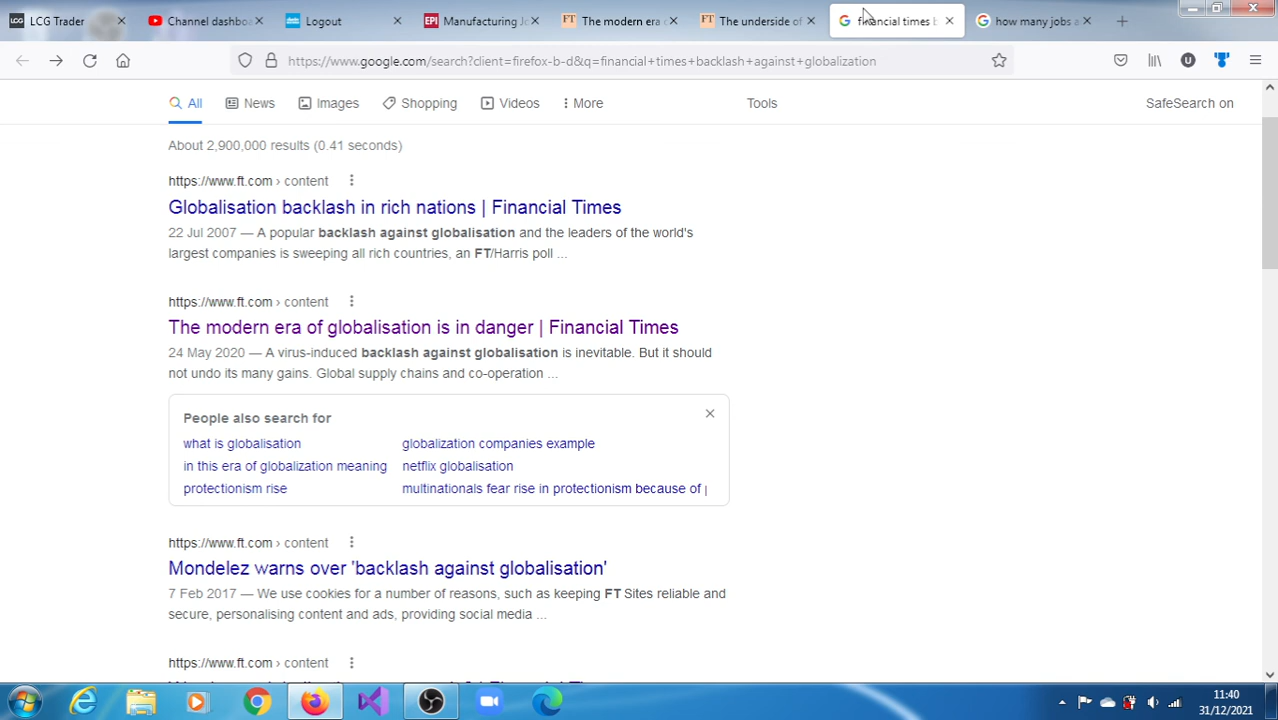 LCG Trader
Channel dashboa
Logout
EPI Manufacturing Jo
FT The modern era o
FT The underside of
financial times b
how many jobs a
https://www.google.com/search?client=firefox-b-d&q=financial+times+backlash+against+globalization
All
News
Images
Shopping
Videos
More
Tools
SafeSearch on
About 2,900,000 results (0.41 seconds)
https://www.ft.com › content
Globalisation backlash in rich nations | Financial Times
22 Jul 2007 — A popular backlash against globalisation and the leaders of the world's
largest companies is sweeping all rich countries, an FT/Harris poll ...
https://www.ft.com › content
The modern era of globalisation is in danger | Financial Times
24 May 2020 — A virus-induced backlash against globalisation is inevitable. But it should
not undo its many gains. Global supply chains and co-operation ...
People also search for
what is globalisation
globalization companies example
in this era of globalization meaning
netflix globalisation
protectionism rise
multinationals fear rise in protectionism because of
https://www.ft.com › content
Mondelez warns over 'backlash against globalisation'
7 Feb 2017 — We use cookies for a number of reasons, such as keeping FT Sites reliable and
secure, personalising content and ads, providing social media ...
https://www.ft.com › content
11:40
31/12/2021